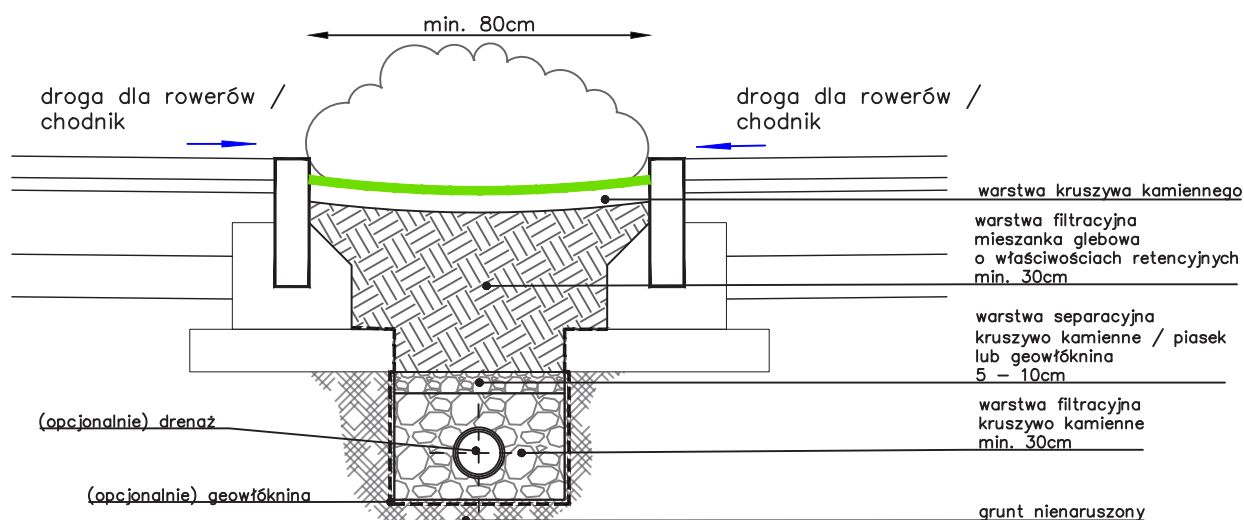 min. 80cm
droga dla rowerów /
chodnik
droga dla rowerów /
chodnik
warstwa kruszywa kamiennego
warstwa filtracyjna
mieszanka glebowa
o właściwościach retencyjnych
min. 30cm
warstwa separacyjna
kruszywo kamienne / piasek
lub geowłóknina
5 – 10cm
warstwa filtracyjna
kruszywo kamienne
min. 30cm
(opcjonalnie) drenaż
(opcjonalnie) geowłóknina
grunt nienaruszony